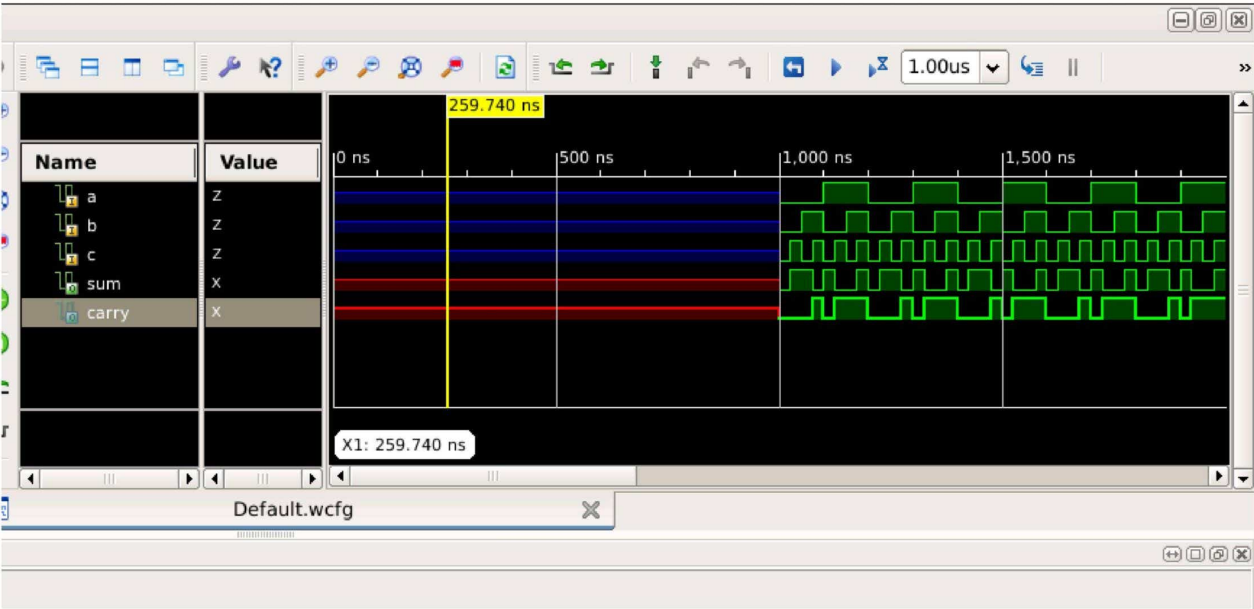 1.00us
»
259.740 ns
Name
Value
0 ns
500 ns
1,000 ns
1,500 ns
a
Z
b
Z
c
Z
sum
X
carry
X
X1: 259.740 ns
Default.wcfg